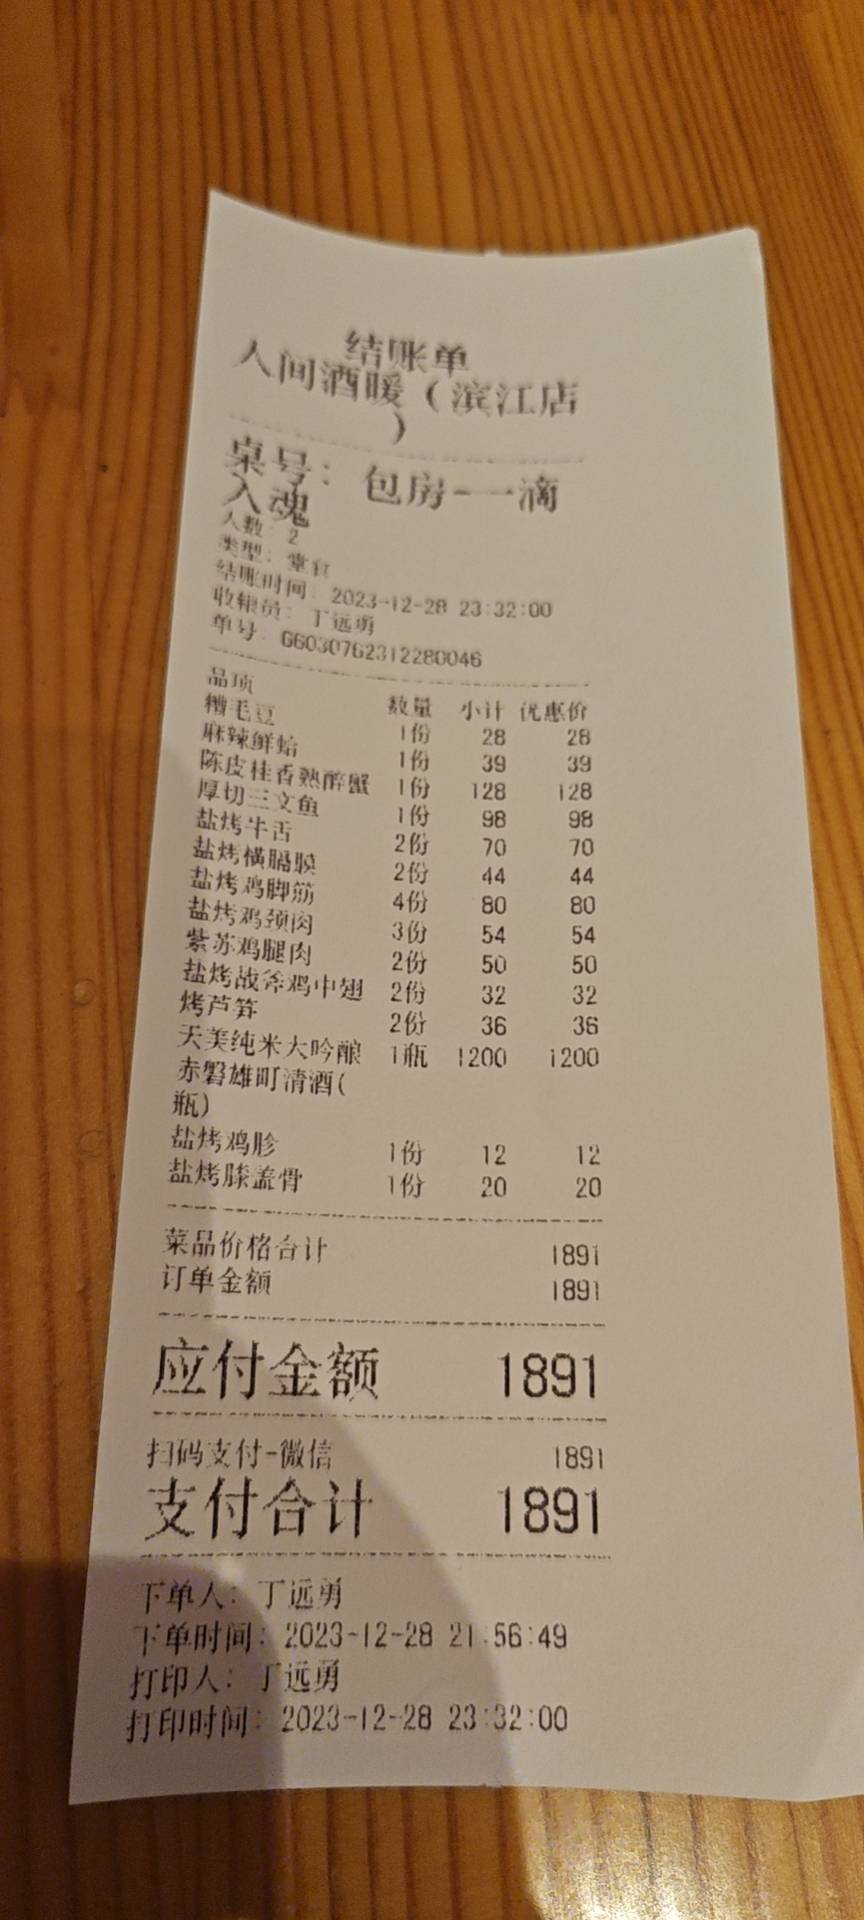 结账单
人间酒暖（滨江店
）
桌号：包房-一滴
入魂
人数：2
类型：堂食
结账时间：2023-12-28 23:32:00
收银员：丁远勇
单号：66030762312280046
品项 数量 小计 优惠价
糟毛豆 1份 28 28
麻辣鲜蛤 1份 39 39
陈皮桂香熟醉蟹 1份 128 128
厚切三文鱼 1份 98 98
盐烤牛舌 2份 70 70
盐烤横膈膜 2份 44 44
盐烤鸡脚筋 4份 80 80
盐烤鸡颈肉 3份 54 54
紫苏鸡腿肉 2份 50 50
盐烤战斧鸡中翅 2份 32 32
烤芦笋 2份 36 36
天美纯米大吟酿 1瓶 1200 1200
赤磐雄町清酒(
瓶)
盐烤鸡胗 1份 12 12
盐烤膝盖骨 1份 20 20
菜品价格合计 1891
订单金额 1891
应付金额 1891
扫码支付-微信 1891
支付合计 1891
下单人：丁远勇
下单时间：2023-12-28 21:56:49
打印人：丁远勇
打印时间：2023-12-28 23:32:00